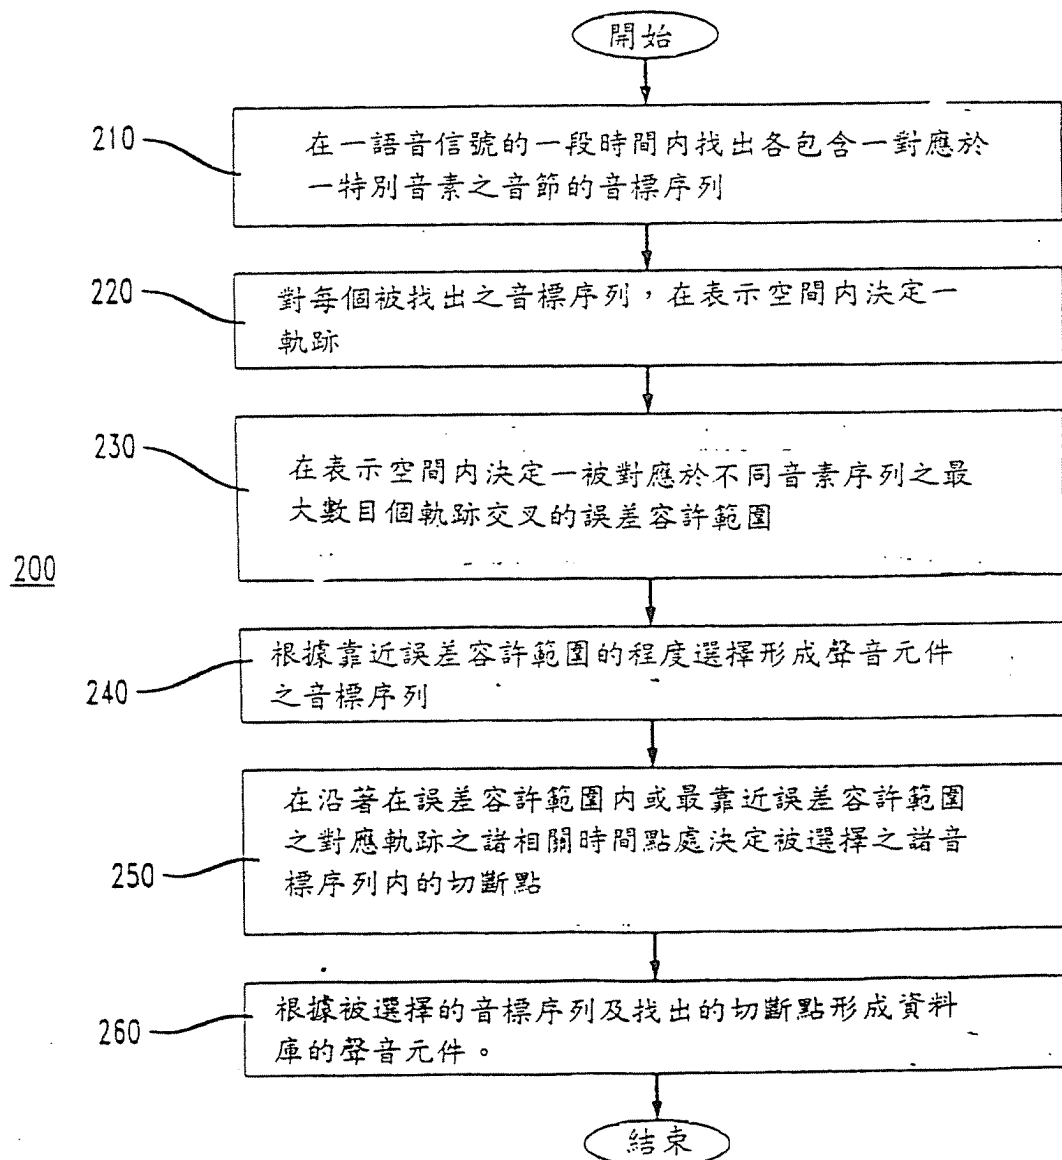 開始
210
在一語音信號的一段時間內找出各包含一對應於
一特別音素之音節的音標序列
220
對每個被找出之音標序列，在表示空間內決定一
軌跡
230
在表示空間內決定一被對應於不同音素序列之最
大數目個軌跡交叉的誤差容許範圍
200
240
根據靠近誤差容許範圍的程度選擇形成聲音元件
之音標序列
250
在沿著在誤差容許範圍內或最靠近誤差容許範圍
之對應軌跡之諸相關時間點處決定被選擇之諸音
標序列內的切斷點
260
根據被選擇的音標序列及找出的切斷點形成資料
庫的聲音元件。
結束